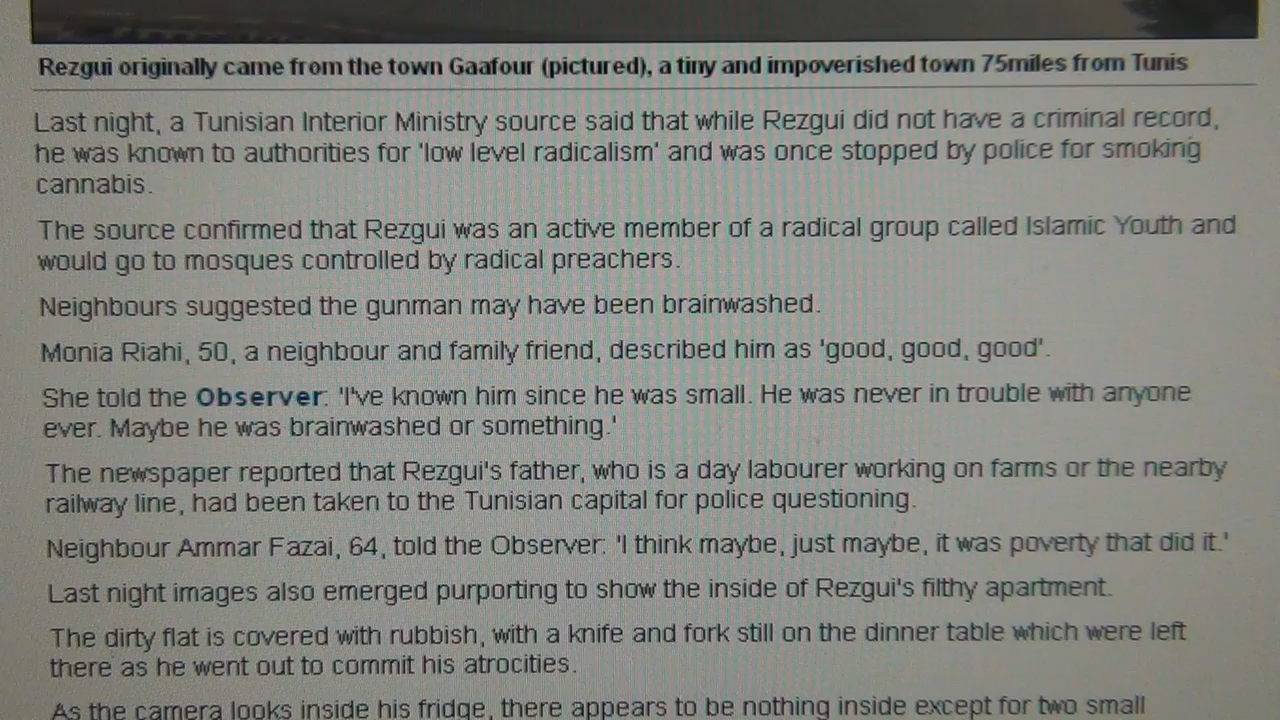 Rezgui originally came from the town Gaafour (pictured), a tiny and impoverished town 75miles from Tunis
Last night, a Tunisian Interior Ministry source said that while Rezgui did not have a criminal record,
he was known to authorities for 'low level radicalism' and was once stopped by police for smoking
cannabis.
The source confirmed that Rezgui was an active member of a radical group called Islamic Youth and
would go to mosques controlled by radical preachers.
Neighbours suggested the gunman may have been brainwashed.
Monia Riahi, 50, a neighbour and family friend, described him as 'good, good, good'.
She told the Observer: 'I've known him since he was small. He was never in trouble with anyone
ever. Maybe he was brainwashed or something.'
The newspaper reported that Rezgui's father, who is a day labourer working on farms or the nearby
railway line, had been taken to the Tunisian capital for police questioning.
Neighbour Ammar Fazai, 64, told the Observer: 'I think maybe, just maybe, it was poverty that did it.'
Last night images also emerged purporting to show the inside of Rezgui's filthy apartment.
The dirty flat is covered with rubbish, with a knife and fork still on the dinner table which were left
there as he went out to commit his atrocities.
As the camera looks inside his fridge, there appears to be nothing inside except for two small